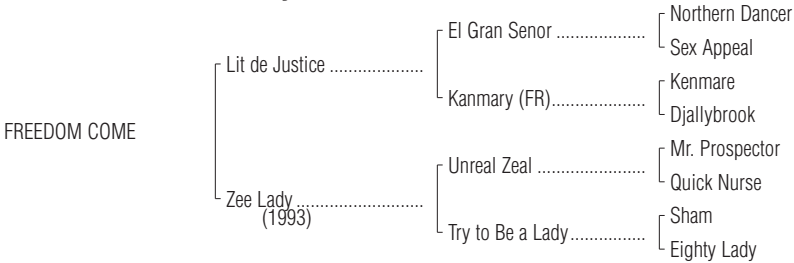 Northern Dancer
El Gran Senor ...................
Sex Appeal
Lit de Justice ....................
Kenmare
Kanmary (FR)....................
Djallybrook
FREEDOM COME
Mr. Prospector
Unreal Zeal .......................
Quick Nurse
Zee Lady ...........................
(1993)
Sham
Try to Be a Lady................
Eighty Lady